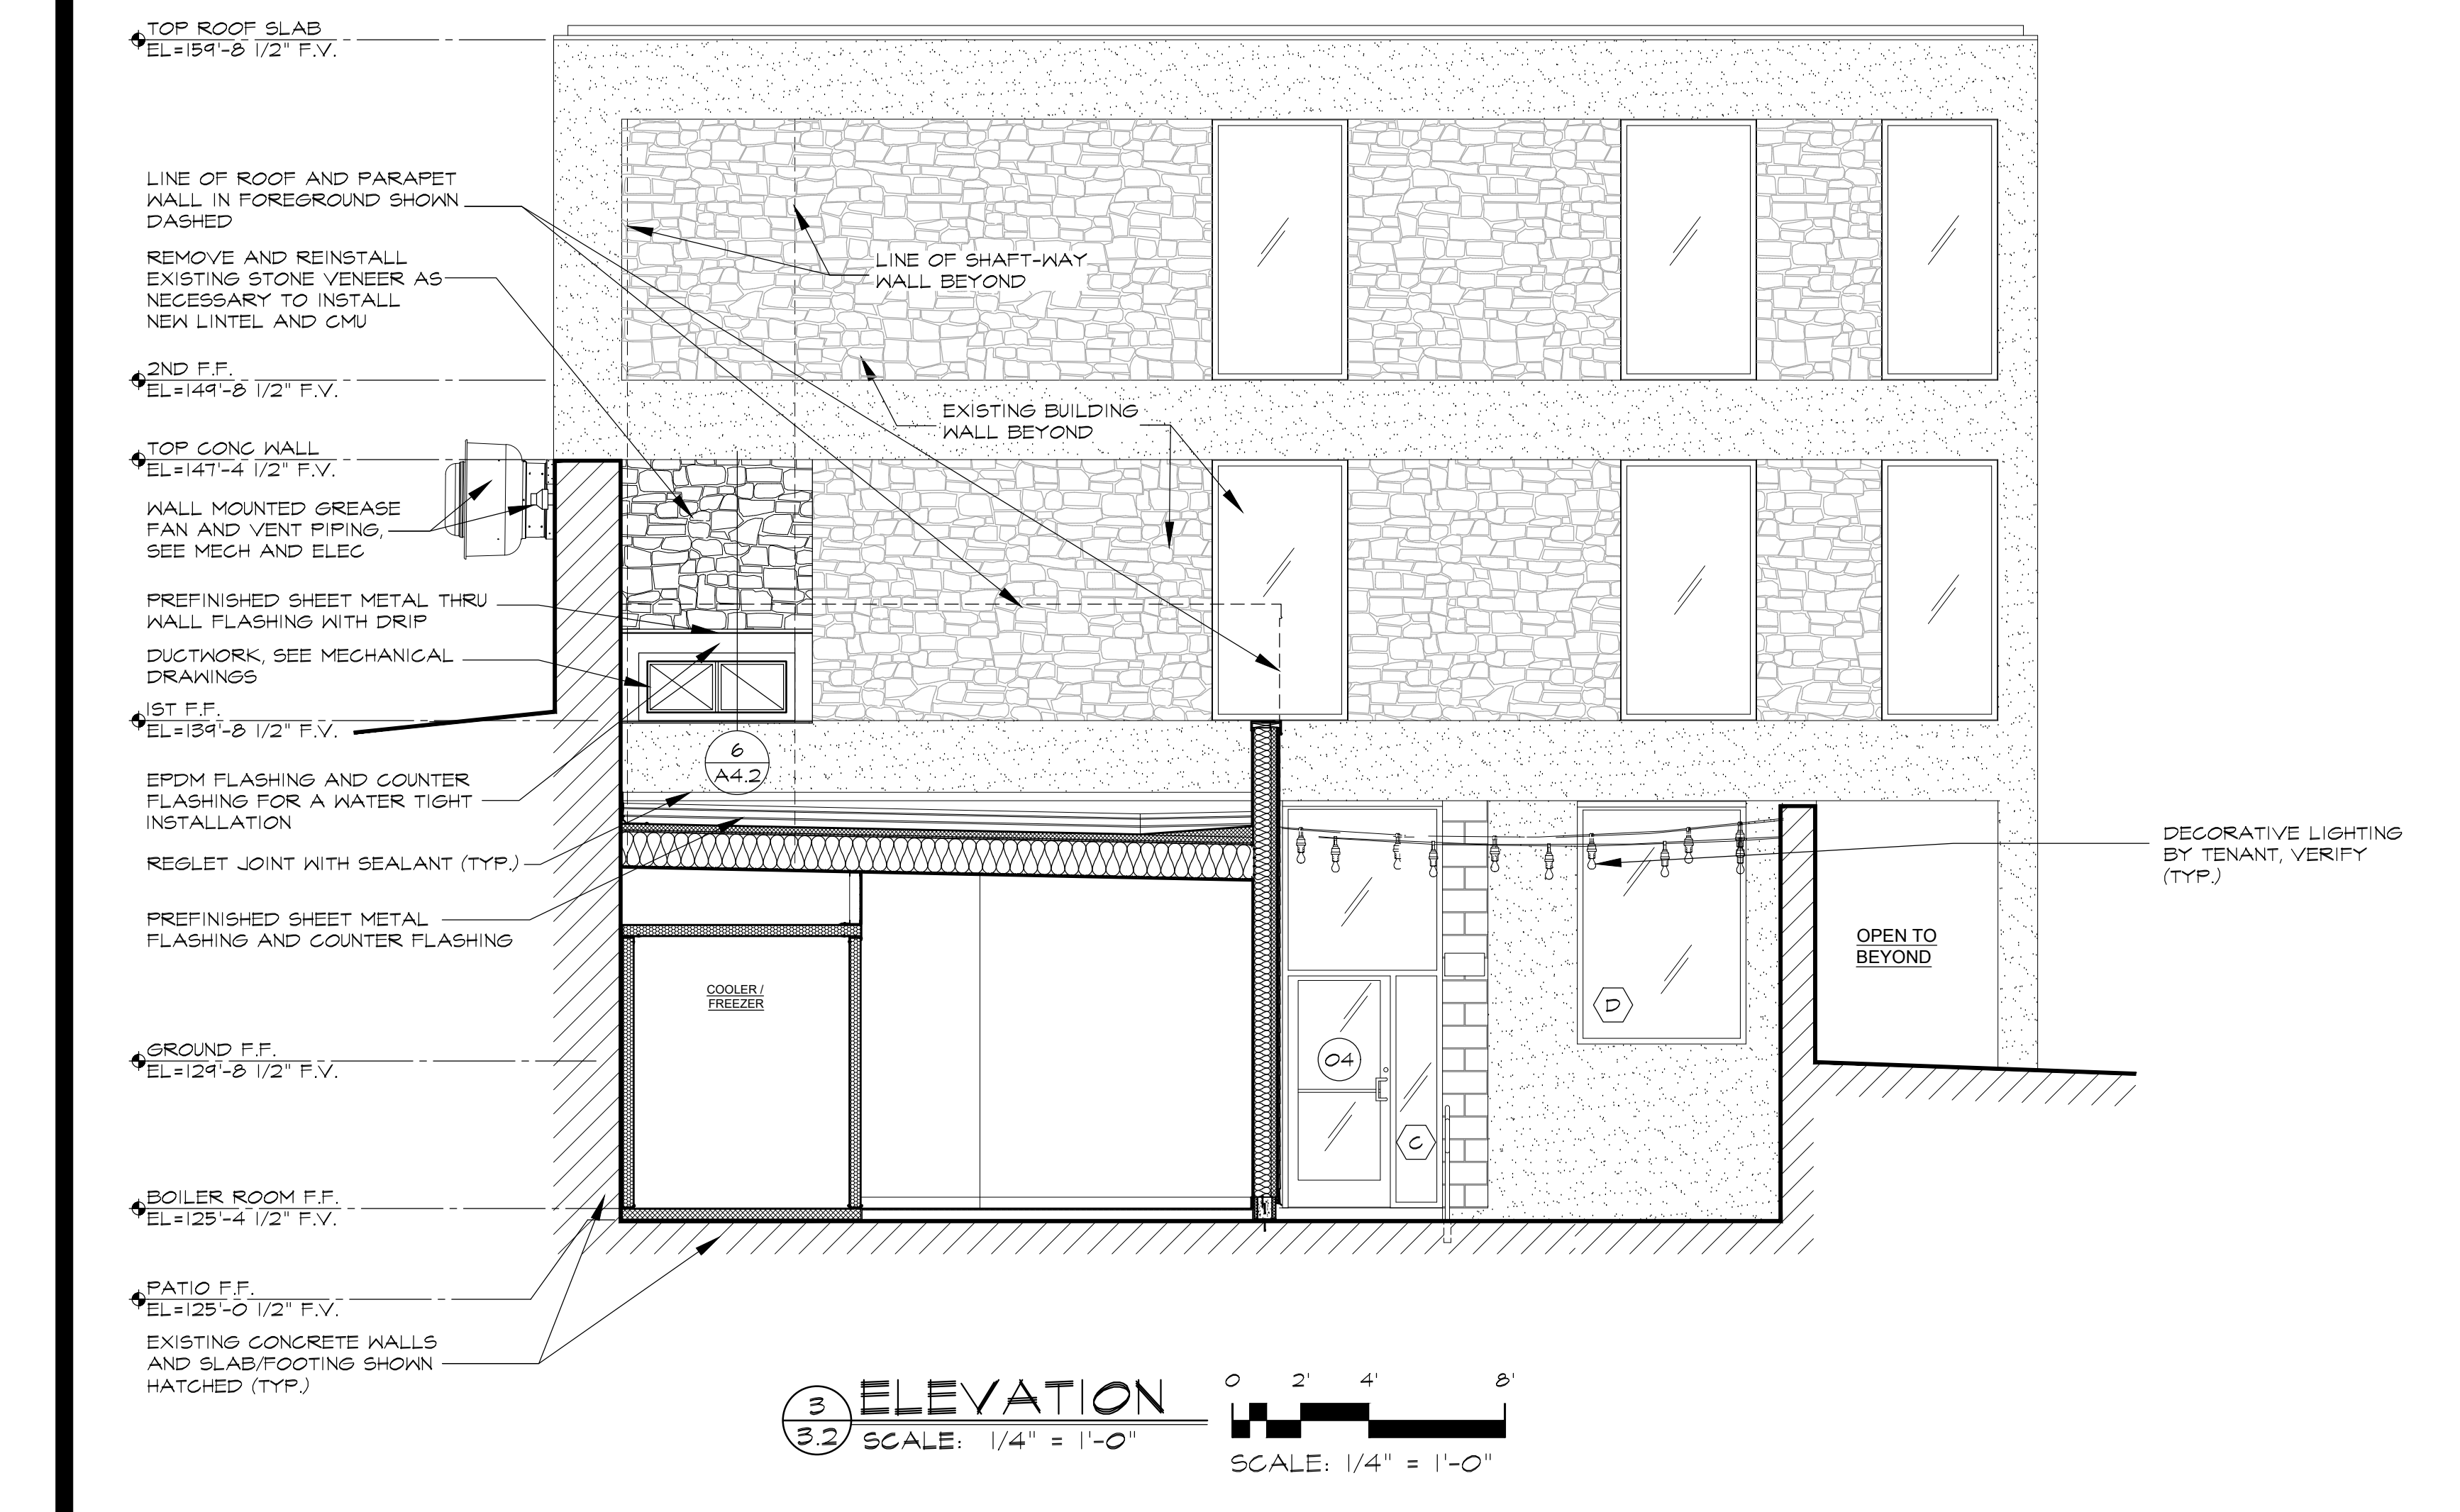 TOP ROOF SLAB
EL=159'-8 1/2" F.V.
LINE OF ROOF AND PARAPET
WALL IN FOREGROUND SHOWN
DASHED
REMOVE AND REINSTALL
EXISTING STONE VENEER AS
NECESSARY TO INSTALL
NEW LINTEL AND CMU
2ND F.F.
EL=149'-8 1/2" F.V.
TOP CONC WALL
EL=147'-4 1/2" F.V.
WALL MOUNTED GREASE
FAN AND VENT PIPING,
SEE MECH AND ELEC
PREFINISHED SHEET METAL THRU
WALL FLASHING WITH DRIP
DUCTWORK, SEE MECHANICAL
DRAWINGS
1ST F.F.
EL=139'-8 1/2" F.V.
EPDM FLASHING AND COUNTER
FLASHING FOR A WATER TIGHT
INSTALLATION
REGLET JOINT WITH SEALANT (TYP.)
PREFINISHED SHEET METAL
FLASHING AND COUNTER FLASHING
GROUND F.F.
EL=129'-8 1/2" F.V.
BOILER ROOM F.F.
EL=125'-4 1/2" F.V.
PATIO F.F.
EL=125'-0 1/2" F.V.
EXISTING CONCRETE WALLS
AND SLAB/FOOTING SHOWN
HATCHED (TYP.)
LINE OF SHAFT-WAY
WALL BEYOND
EXISTING BUILDING
WALL BEYOND
6
A4.2
COOLER /
FREEZER
04
C
D
OPEN TO
BEYOND
DECORATIVE LIGHTING
BY TENANT, VERIFY
(TYP.)
3
3.2
ELEVATION
SCALE: 1/4" = 1'-0"
0 2' 4' 8'
SCALE: 1/4" = 1'-0"